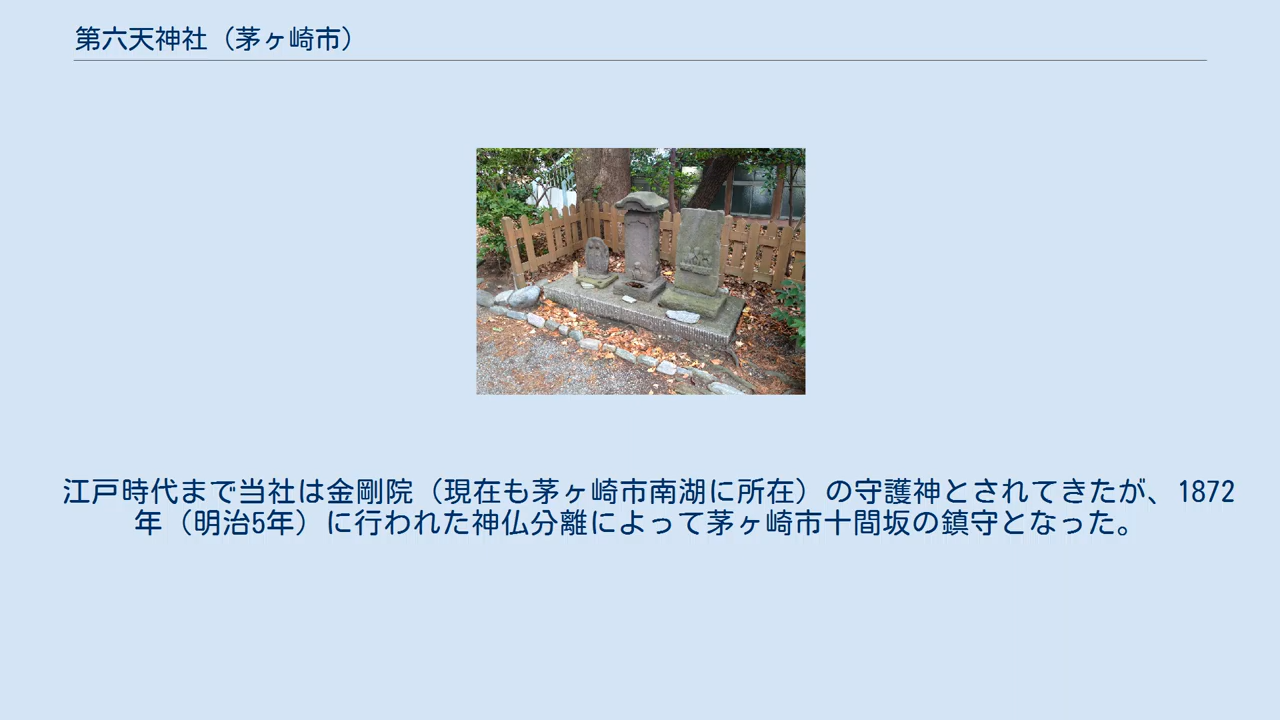 第六天神社（茅ヶ崎市）
江戸時代まで当社は金剛院（現在も茅ヶ崎市南湖に所在）の守護神とされてきたが、1872
年（明治5年）に行われた神仏分離によって茅ヶ崎市十間坂の鎮守となった。